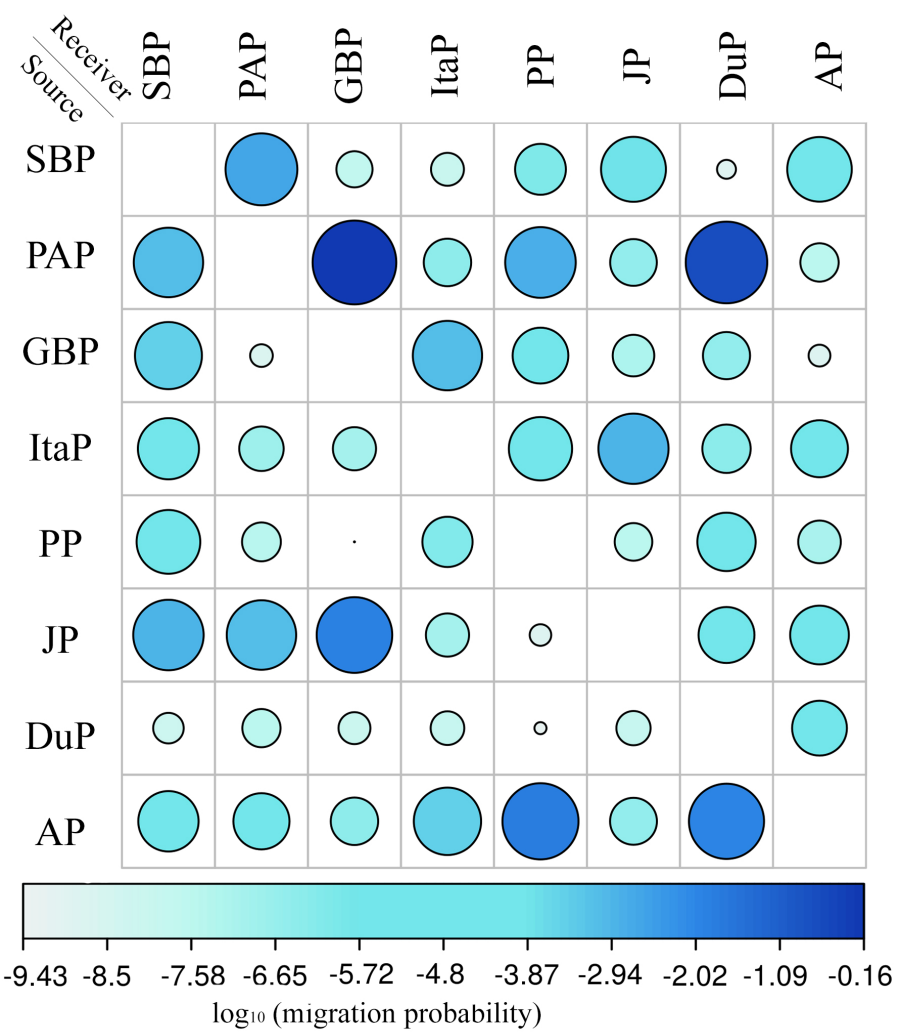 Receiver
Source
SBP PAP GBP ItaP PP JP DuP AP
SBP
PAP
GBP
ItaP
PP
JP
DuP
AP
-9.43 -8.5 -7.58 -6.65 -5.72 -4.8 -3.87 -2.94 -2.02 -1.09 -0.16
log₁₀ (migration probability)